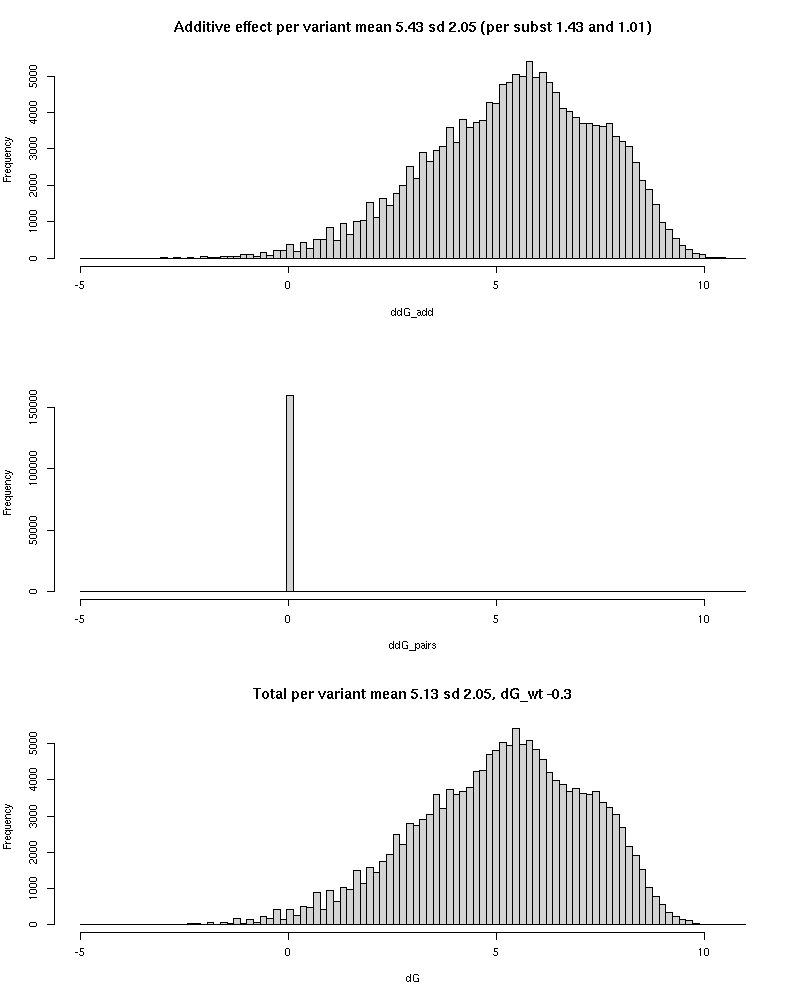 Additive effect per variant mean 5.43 sd 2.05 (per subst 1.43 and 1.01)
Frequency
0 1000 2000 3000 4000 5000
-5 0 5 10
ddG_add
Frequency
0 50000 100000 150000
-5 0 5 10
ddG_pairs
Total per variant mean 5.13 sd 2.05, dG_wt -0.3
Frequency
0 1000 2000 3000 4000 5000
-5 0 5 10
dG